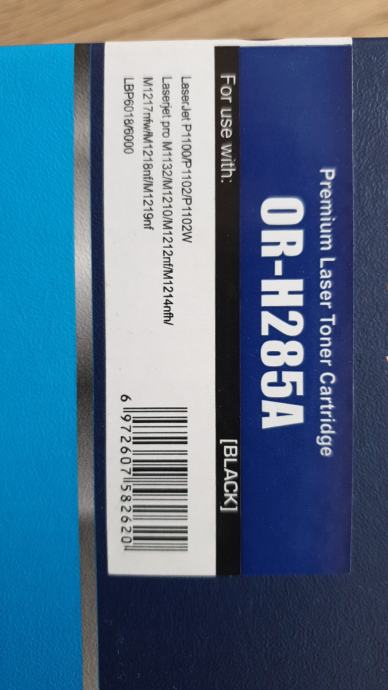 Premium Laser Toner Cartridge
OR-H285A
For use with:
[BLACK]
LaserJet P1100/P1102/P1102W
Laserjet pro M1132/M1210/M1212nf/M1214nfh/
M1217nfw/M1218nf/M1219nf
LBP6018/6000
6 972607 582620